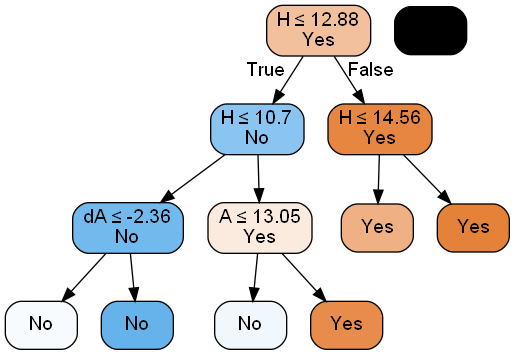 H ≤ 12.88
Yes
True
False
H ≤ 10.7
No
H ≤ 14.56
Yes
dA ≤ -2.36
No
A ≤ 13.05
Yes
Yes
Yes
No
No
No
Yes